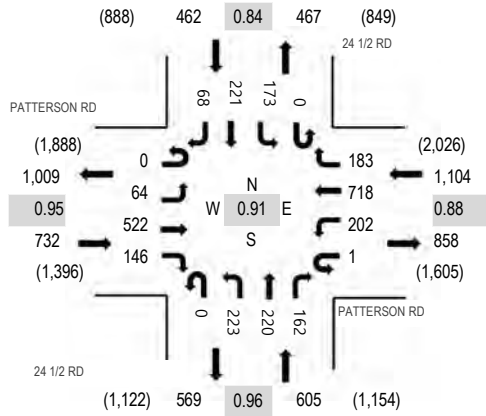 (888) 462 0.84 467 (849)
24 1/2 RD
68 221 173 0
PATTERSON RD
(1,888) 0 183 (2,026)
1,009 64 N 718 1,104
0.95 W 0.91 E 0.88
732 522 S 202 858
(1,396) 146 1 (1,605)
0 223 220 162
PATTERSON RD
24 1/2 RD
(1,122) 569 0.96 605 (1,154)